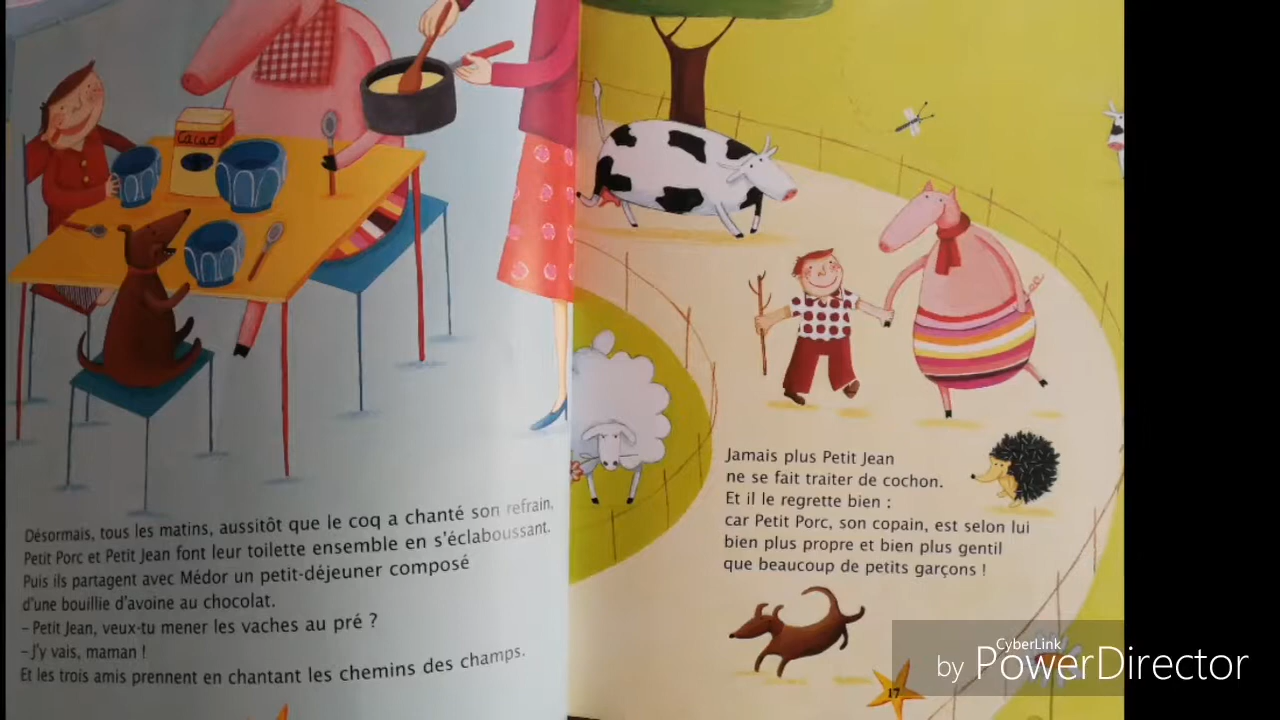 Cacao
Désormais, tous les matins, aussitôt que le coq a chanté son refrain,
Petit Porc et Petit Jean font leur toilette ensemble en s'éclaboussant.
Puis ils partagent avec Médor un petit-déjeuner composé
d'une bouillie d'avoine au chocolat.
– Petit Jean, veux-tu mener les vaches au pré ?
– J'y vais, maman !
Et les trois amis prennent en chantant les chemins des champs.
Jamais plus Petit Jean
ne se fait traiter de cochon.
Et il le regrette bien :
car Petit Porc, son copain, est selon lui
bien plus propre et bien plus gentil
que beaucoup de petits garçons !
17
CyberLink
by PowerDirector